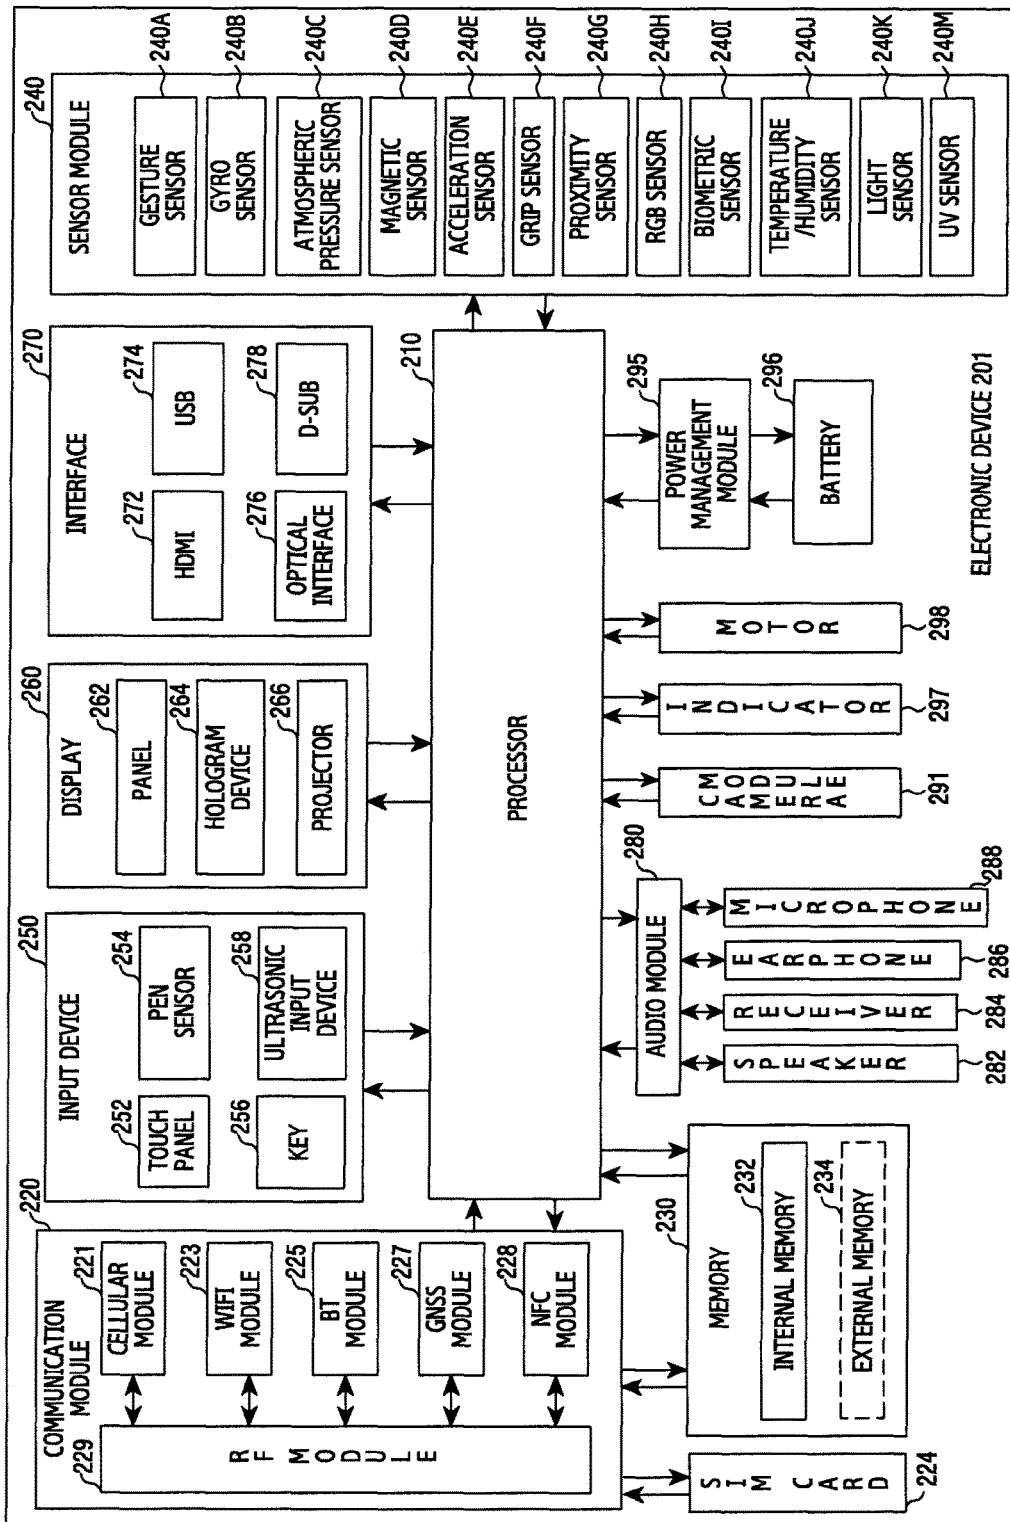 COMMUNICATION
MODULE
220
229
RF MODULE
221
CELLULAR
MODULE
223
WIFI
MODULE
225
BT
MODULE
227
GNSS
MODULE
228
NFC
MODULE
INPUT DEVICE
250
252
TOUCH
PANEL
254
PEN
SENSOR
256
KEY
258
ULTRASONIC
INPUT
DEVICE
DISPLAY
260
262
PANEL
264
HOLOGRAM
DEVICE
266
PROJECTOR
INTERFACE
270
272
HDMI
274
USB
276
OPTICAL
INTERFACE
278
D-SUB
SENSOR MODULE
240
GESTURE
SENSOR
240A
GYRO
SENSOR
240B
ATMOSPHERIC
PRESSURE SENSOR
240C
MAGNETIC
SENSOR
240D
ACCELERATION
SENSOR
240E
GRIP SENSOR
240F
PROXIMITY
SENSOR
240G
RGB SENSOR
240H
BIOMETRIC
SENSOR
240I
TEMPERATURE
/HUMIDITY
SENSOR
240J
LIGHT
SENSOR
240K
UV SENSOR
240M
PROCESSOR
210
SIM CARD
224
230
MEMORY
232
INTERNAL MEMORY
234
EXTERNAL MEMORY
280
AUDIO MODULE
SPEAKER
282
RECEIVER
284
EARPHONE
286
MICROPHONE
288
CAMERA
MODULE
291
INDICATOR
297
MOTOR
298
295
POWER
MANAGEMENT
MODULE
296
BATTERY
ELECTRONIC DEVICE 201